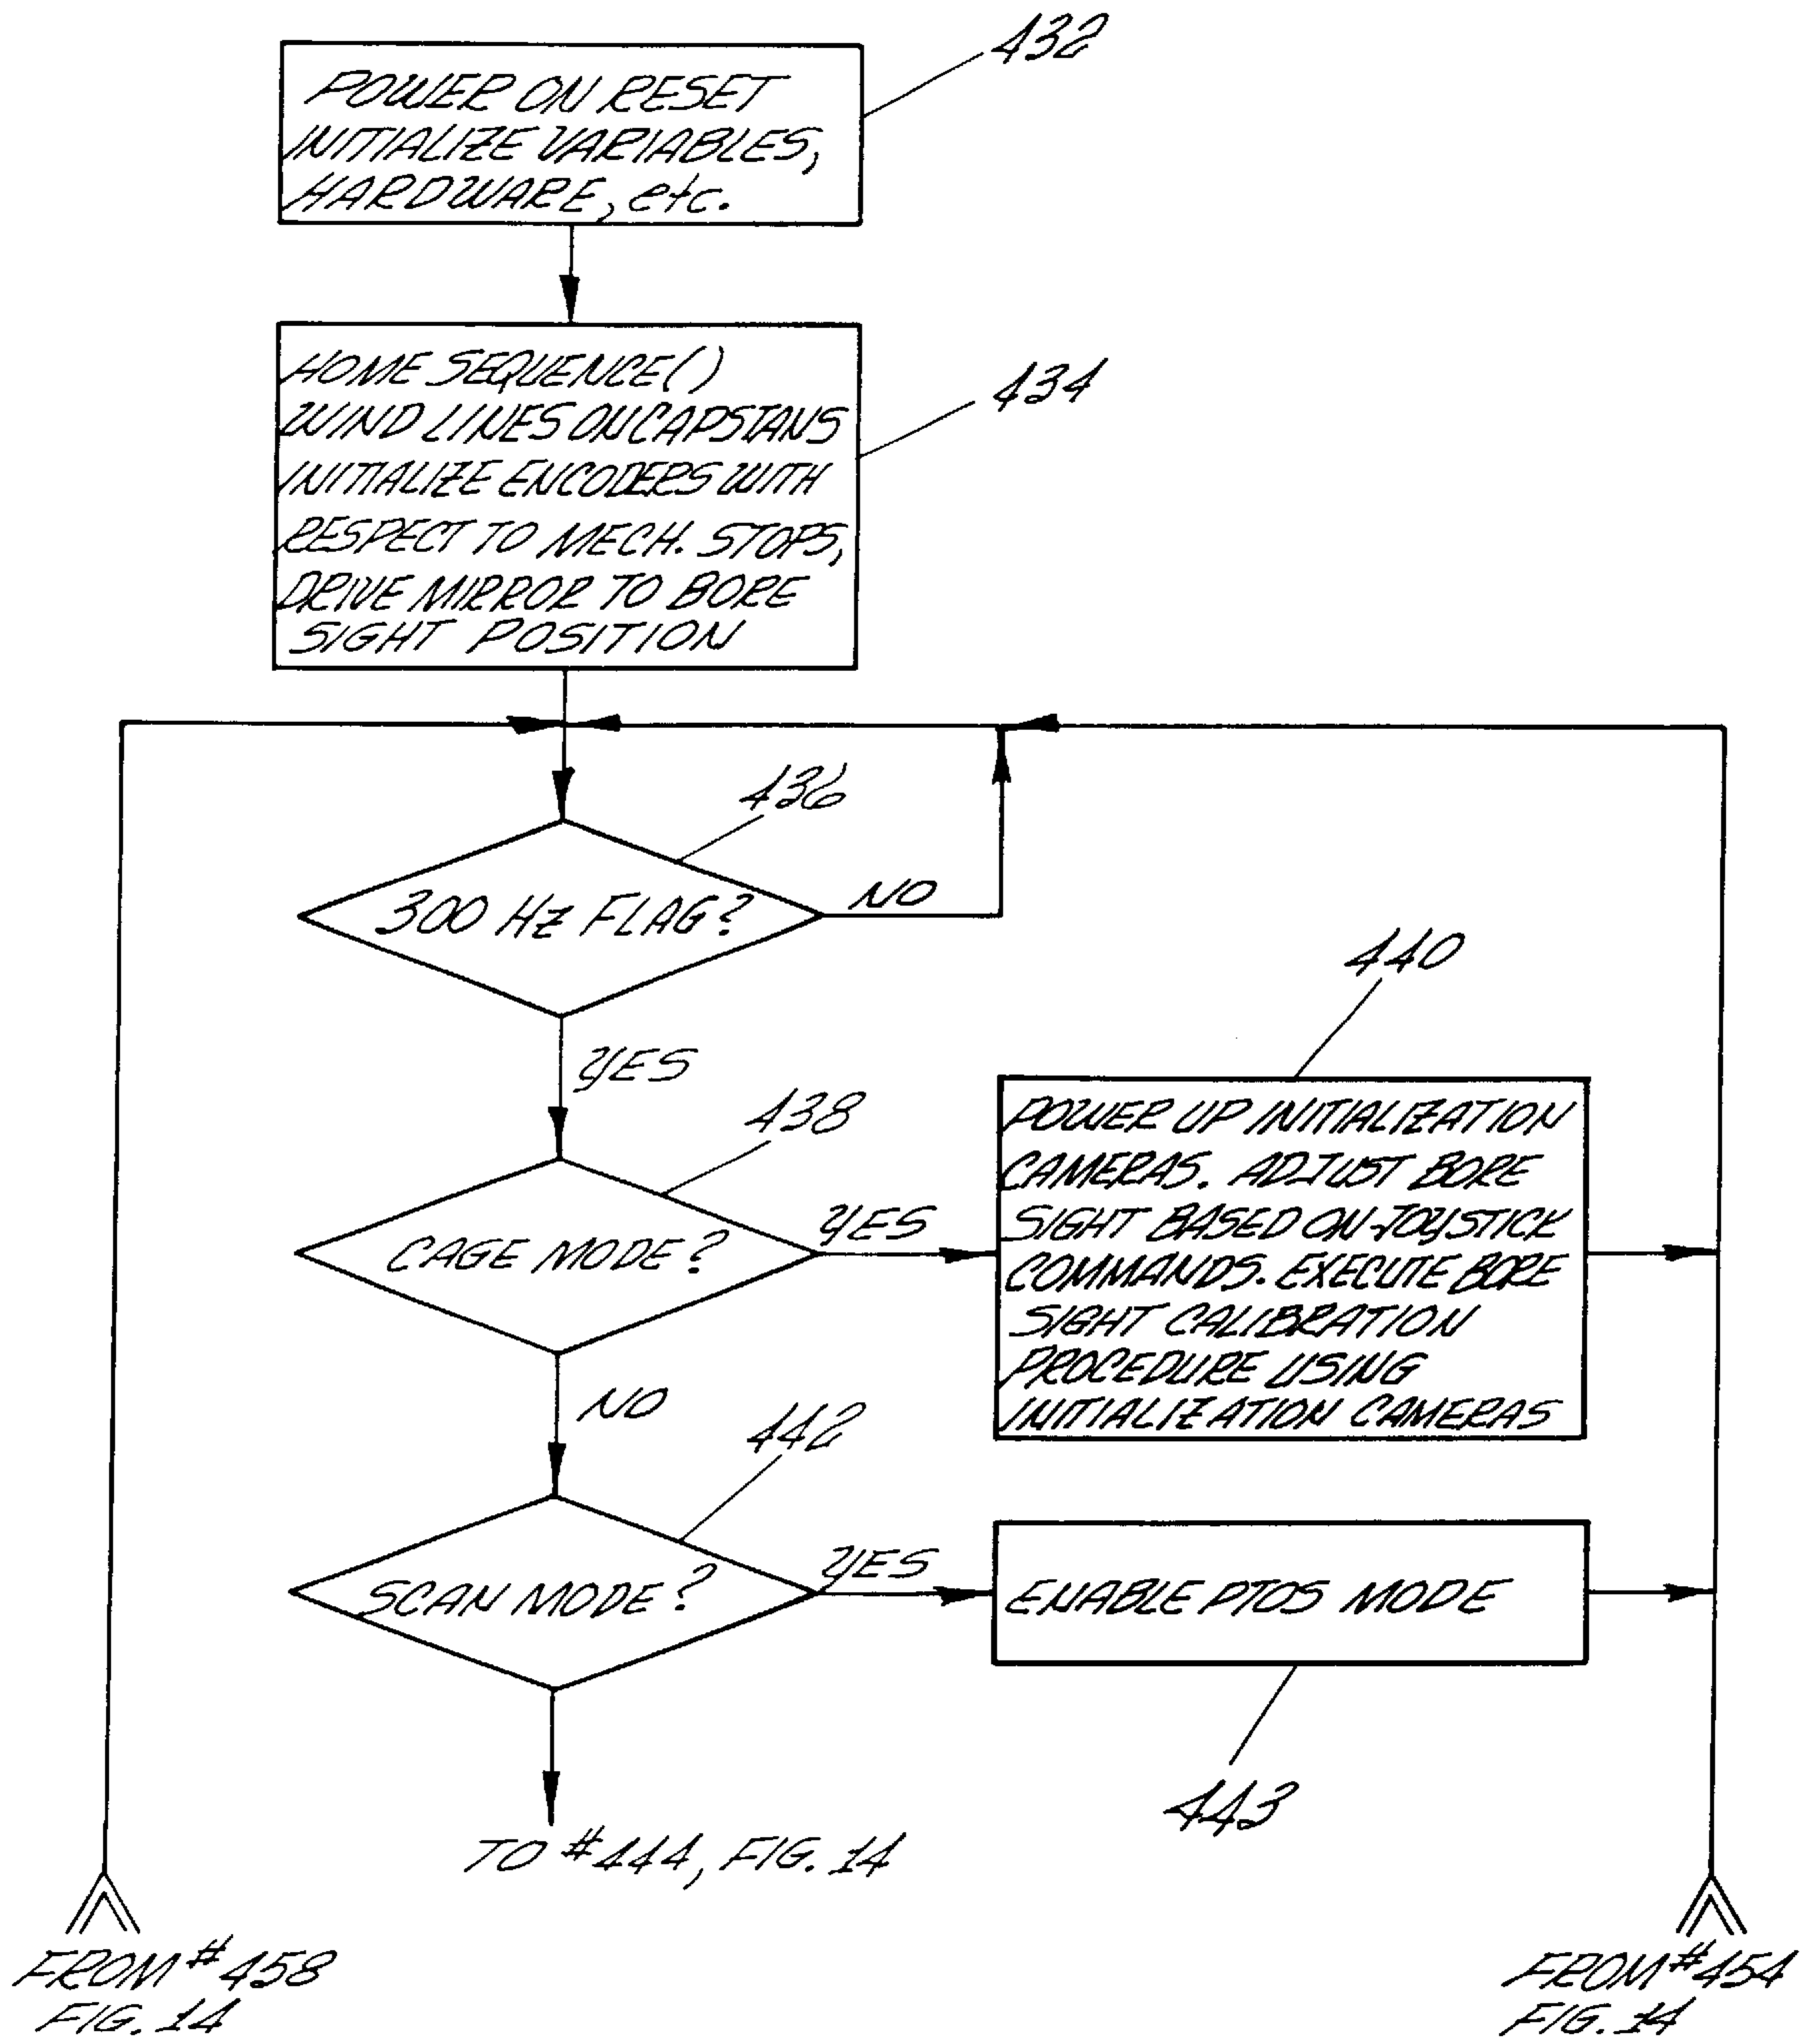 432
POWER ON RESET
INITIALIZE VARIABLES,
HARDWARE, etc.
434
HOME SEQUENCE()
WIND LINES ON CAPSTANS
INITIALIZE ENCODERS WITH
RESPECT TO MECH. STOPS,
DRIVE MIRROR TO BORE
SIGHT POSITION
436
300 HZ FLAG?
NO
YES
438
CAGE MODE?
YES
440
POWER UP INITIALIZATION
CAMERAS. ADJUST BORE
SIGHT BASED ON JOYSTICK
COMMANDS. EXECUTE BORE
SIGHT CALIBRATION
PROCEDURE USING
INITIALIZATION CAMERAS
NO
442
SCAN MODE?
YES
ENABLE PTOS MODE
443
TO #444, FIG. 14
FROM #458
FIG. 14
FROM #454
FIG. 14